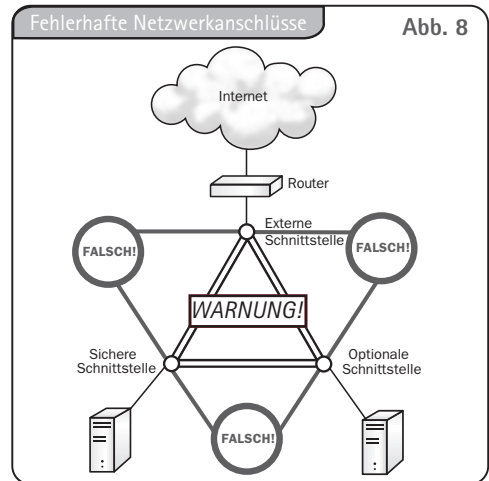 Fehlerhafte Netzwerkanschlüsse
Abb. 8
Internet
Router
Externe
Schnittstelle
FALSCH!
FALSCH!
WARNUNG!
Sichere
Schnittstelle
Optionale
Schnittstelle
FALSCH!